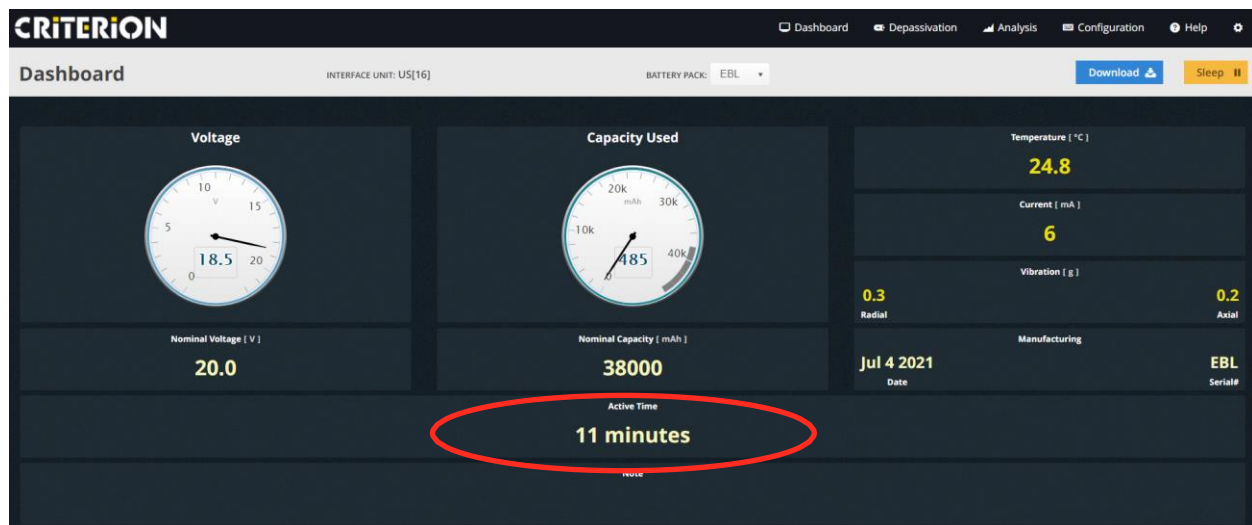 CRiTERiON
Dashboard Depassivation Analysis Configuration Help
Dashboard
INTERFACE UNIT: US[16]
BATTERY PACK: EBL
Download
Sleep
Voltage
10
V
15
5
18.5
20
0
Capacity Used
20k
mAh
30k
10k
485
40k
0
Temperature [ °C ]
24.8
Current [ mA ]
6
Vibration [ g ]
0.3
0.2
Radial
Axial
Nominal Voltage [ V ]
20.0
Nominal Capacity [ mAh ]
38000
Manufacturing
Jul 4 2021
EBL
Date
Serial#
Active Time
11 minutes
Note